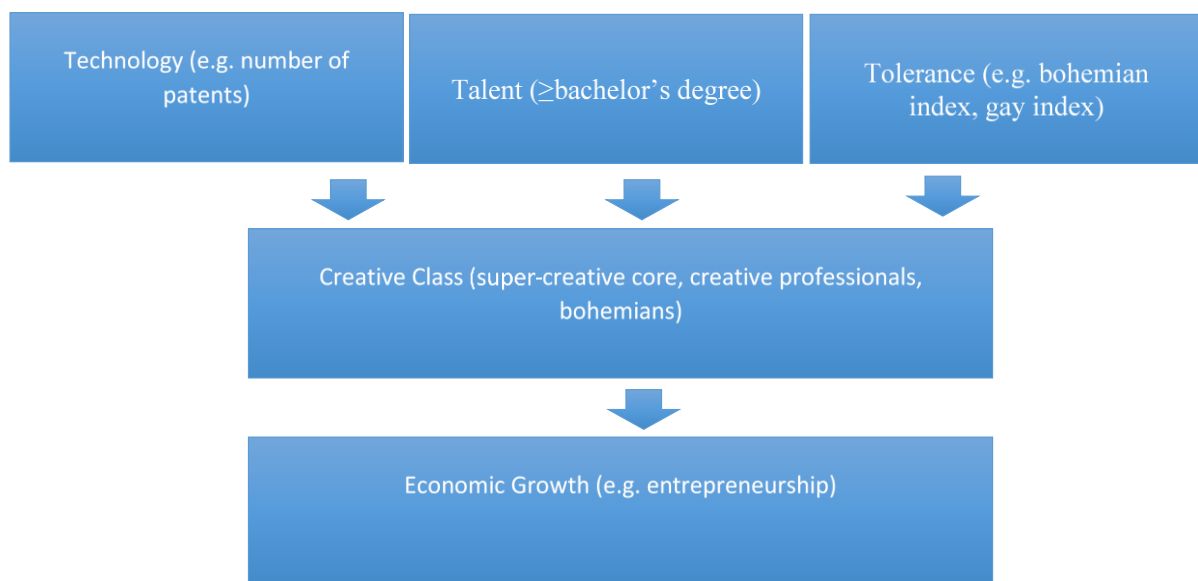 Technology (e.g. number of
patents)
Talent (≥bachelor’s degree)
Tolerance (e.g. bohemian
index, gay index)
Creative Class (super-creative core, creative professionals,
bohemians)
Economic Growth (e.g. entrepreneurship)